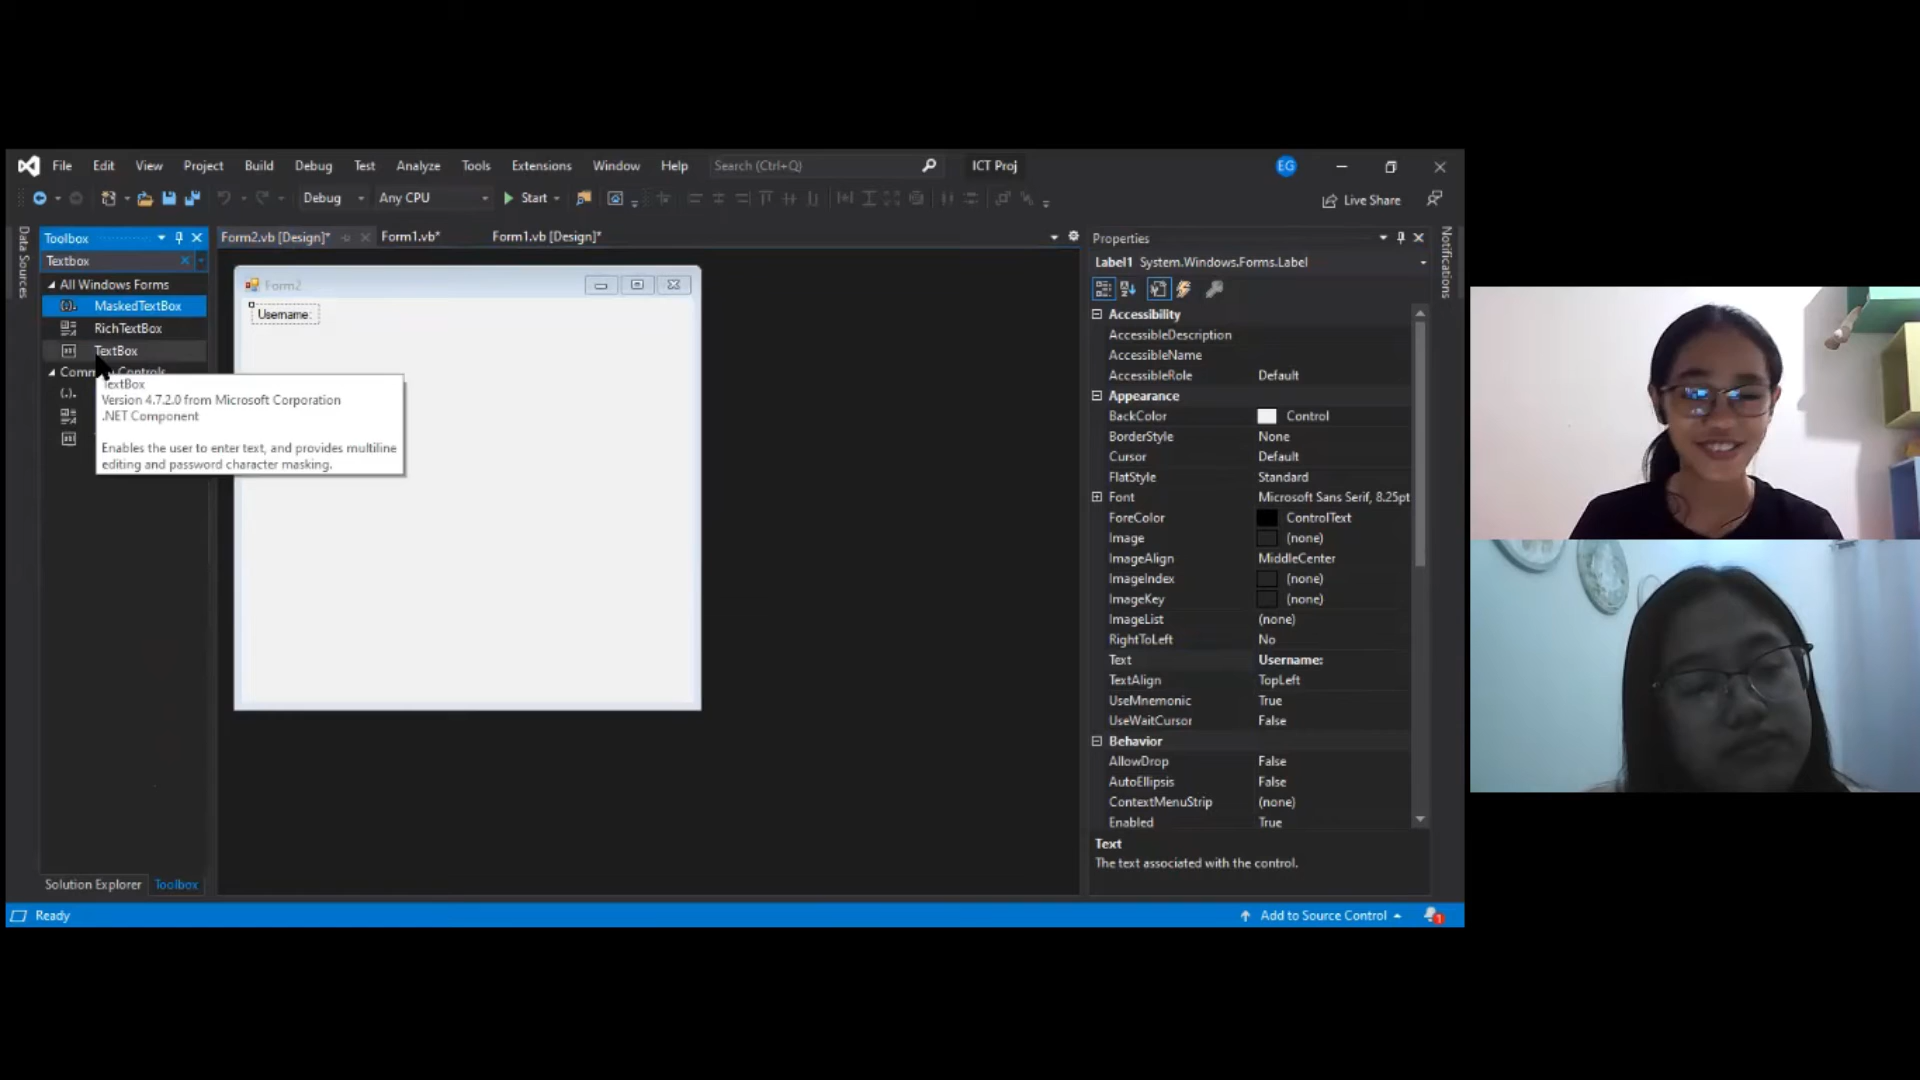 File Edit View Project Build Debug Test Analyze Tools Extensions Window Help Search (Ctrl+Q) ICT Proj EG
Debug Any CPU Start Live Share
Data Sources
Toolbox
Textbox
All Windows Forms
MaskedTextBox
RichTextBox
TextBox
TextBox
Version 4.7.2.0 from Microsoft Corporation
.NET Component
Enables the user to enter text, and provides multiline
editing and password character masking.
Solution Explorer Toolbox
Form2.vb [Design]* Form1.vb* Form1.vb [Design]*
Form2
Username:
Properties
Label1 System.Windows.Forms.Label
Accessibility
AccessibleDescription
AccessibleName
AccessibleRole Default
Appearance
BackColor Control
BorderStyle None
Cursor Default
FlatStyle Standard
Font Microsoft Sans Serif, 8.25pt
ForeColor ControlText
Image (none)
ImageAlign MiddleCenter
ImageIndex (none)
ImageKey (none)
ImageList (none)
RightToLeft No
Text Username:
TextAlign TopLeft
UseMnemonic True
UseWaitCursor False
Behavior
AllowDrop False
AutoEllipsis False
ContextMenuStrip (none)
Enabled True
Text
The text associated with the control.
Notifications
Ready Add to Source Control 1